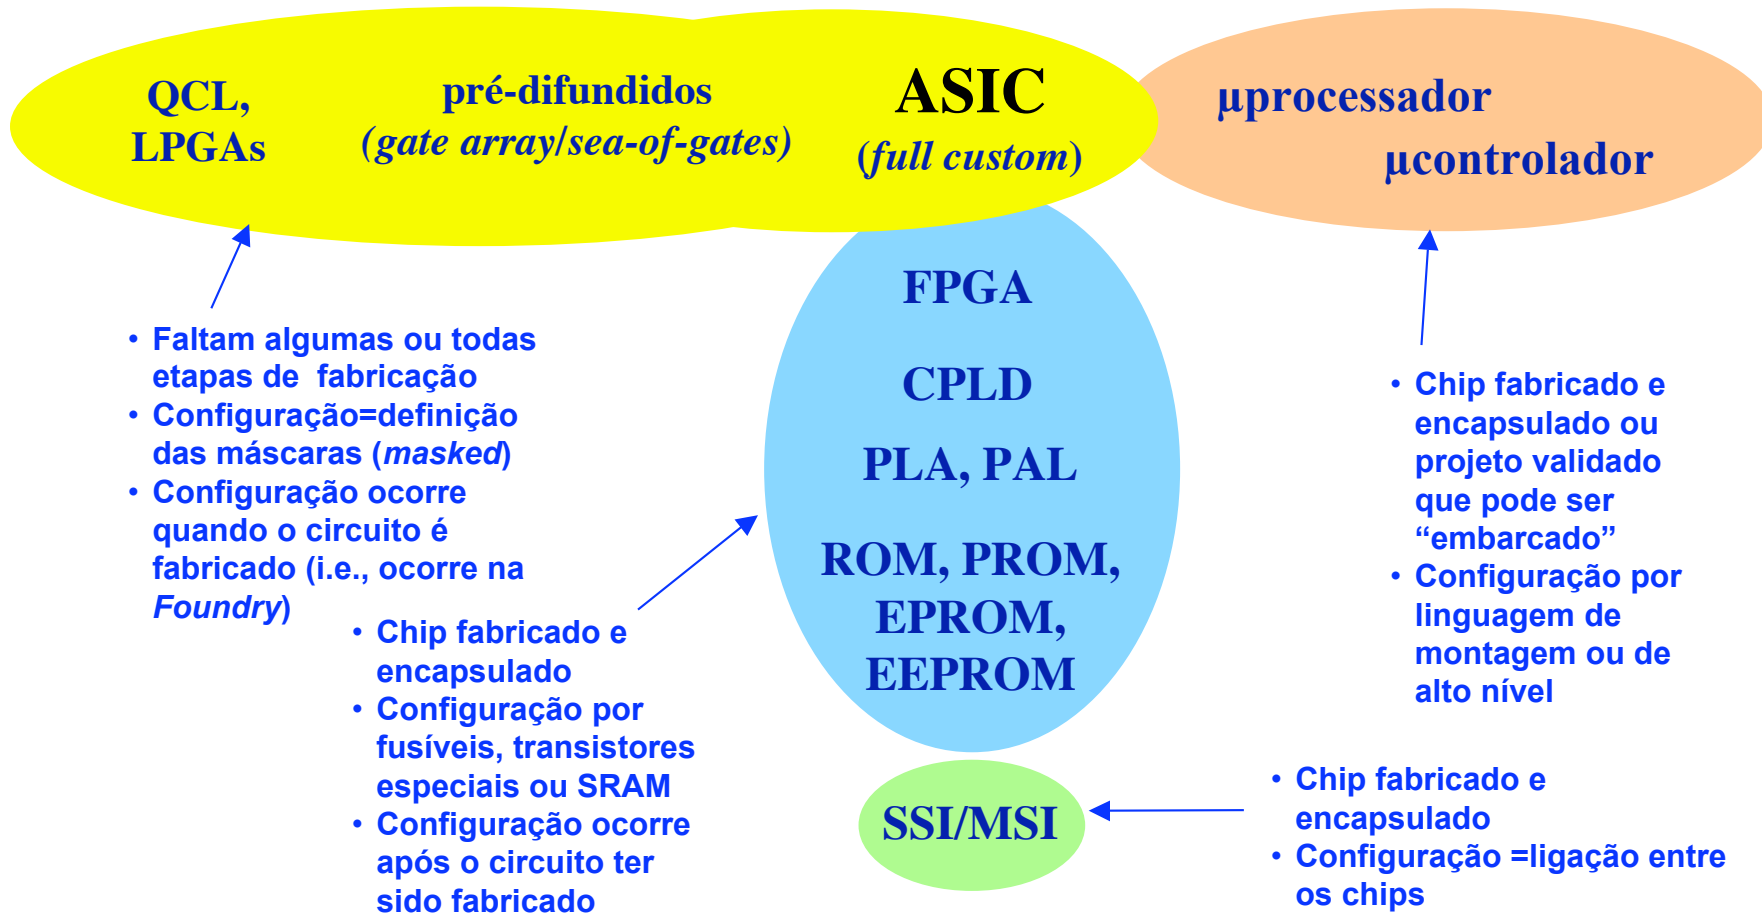 QCL,
LPGAs
pré-difundidos
(gate array/sea-of-gates)
ASIC
(full custom)
μprocessador
μcontrolador
FPGA
CPLD
PLA, PAL
ROM, PROM,
EPROM,
EEPROM
SSI/MSI
• Faltam algumas ou todas
etapas de fabricação
• Configuração=definição
das máscaras (masked)
• Configuração ocorre
quando o circuito é
fabricado (i.e., ocorre na
Foundry)
• Chip fabricado e
encapsulado
• Configuração por
fusíveis, transistores
especiais ou SRAM
• Configuração ocorre
após o circuito ter
sido fabricado
• Chip fabricado e
encapsulado ou
projeto validado
que pode ser
“embarcado”
• Configuração por
linguagem de
montagem ou de
alto nível
• Chip fabricado e
encapsulado
• Configuração =ligação entre
os chips